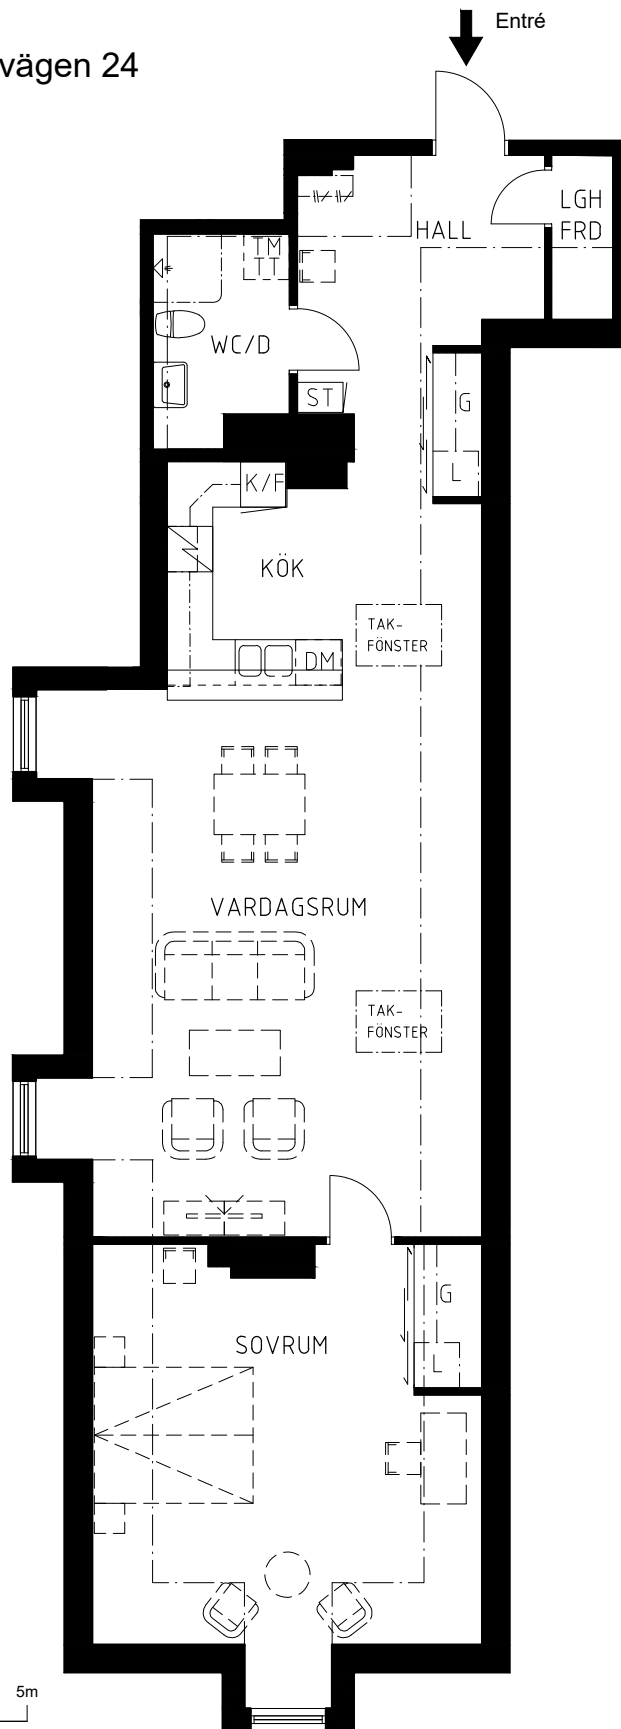 Entré
vägen 24
LGH
FRD
HALL
TM
TT
WC/D
ST
G
L
K/F
KÖK
TAK-
FÖNSTER
DM
VARDAGSRUM
TAK-
FÖNSTER
G
SOVRUM
L
5m